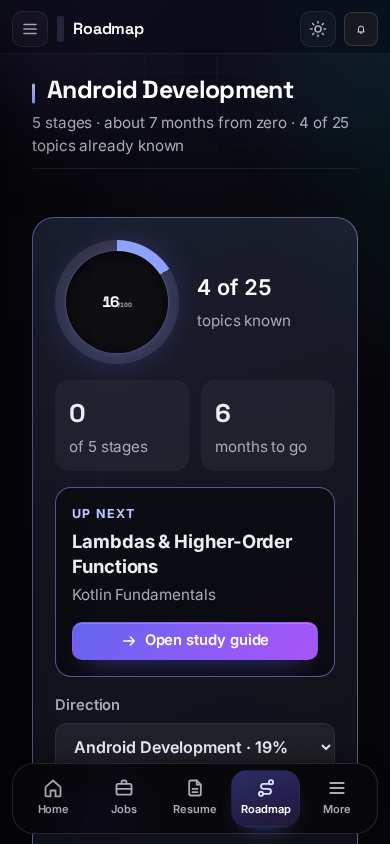 Roadmap
Android Development
5 stages · about 7 months from zero · 4 of 25
topics already known
16/100
4 of 25
topics known
0
of 5 stages
6
months to go
UP NEXT
Lambdas & Higher-Order
Functions
Kotlin Fundamentals
→ Open study guide
Direction
Android Development · 19%
Home
Jobs
Resume
Roadmap
More